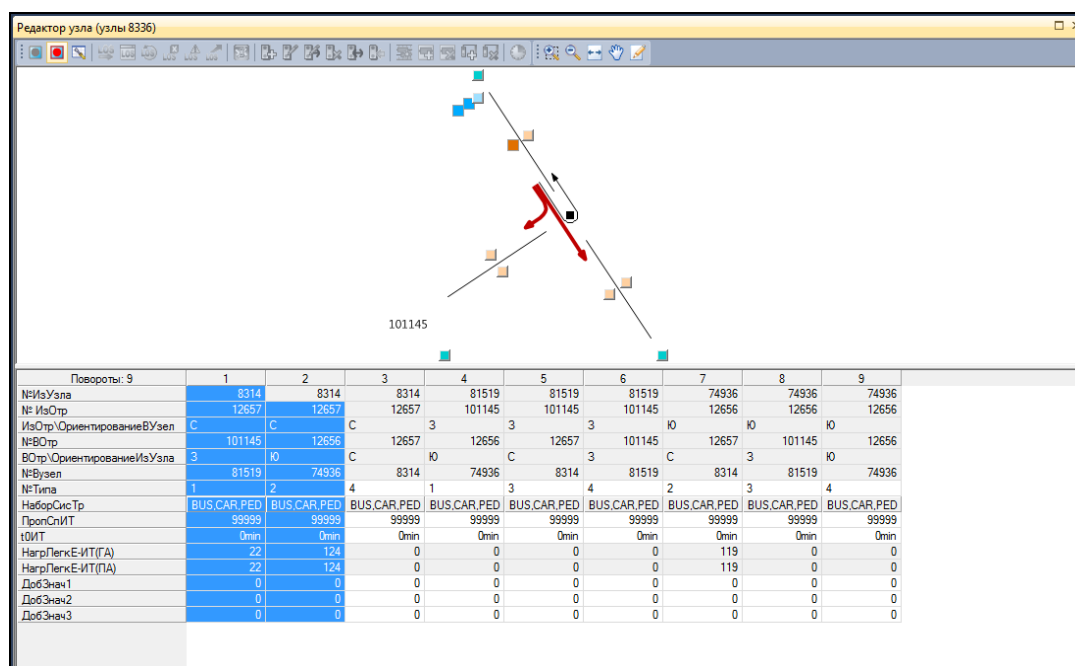 Редактор узла (узлы 8336)
101145
Повороты: 9 1 2 3 4 5 6 7 8 9
№ИзУзла 8314 8314 8314 81519 81519 81519 74936 74936 74936
№ ИзОтр 12657 12657 12657 101145 101145 101145 12656 12656 12656
ИзОтр\ОриентированиеВУзел С С С З З З Ю Ю Ю
№ВОтр 101145 12656 12657 12656 12657 101145 12657 101145 12656
ВОтр\ОриентированиеИзУзла З Ю С Ю С З С З Ю
№Вузел 81519 74936 8314 74936 8314 81519 8314 81519 74936
№Типа 1 2 4 1 3 4 2 3 4
НаборСисТр BUS,CAR,PED BUS,CAR,PED BUS,CAR,PED BUS,CAR,PED BUS,CAR,PED BUS,CAR,PED BUS,CAR,PED BUS,CAR,PED BUS,CAR,PED
ПропСпИТ 99999 99999 99999 99999 99999 99999 99999 99999 99999
t0ИТ 0min 0min 0min 0min 0min 0min 0min 0min 0min
НагрЛегкЕ-ИТ(ГА) 22 124 0 0 0 0 119 0 0
НагрЛегкЕ-ИТ(ПА) 22 124 0 0 0 0 119 0 0
ДобЗнач1 0 0 0 0 0 0 0 0 0
ДобЗнач2 0 0 0 0 0 0 0 0 0
ДобЗнач3 0 0 0 0 0 0 0 0 0